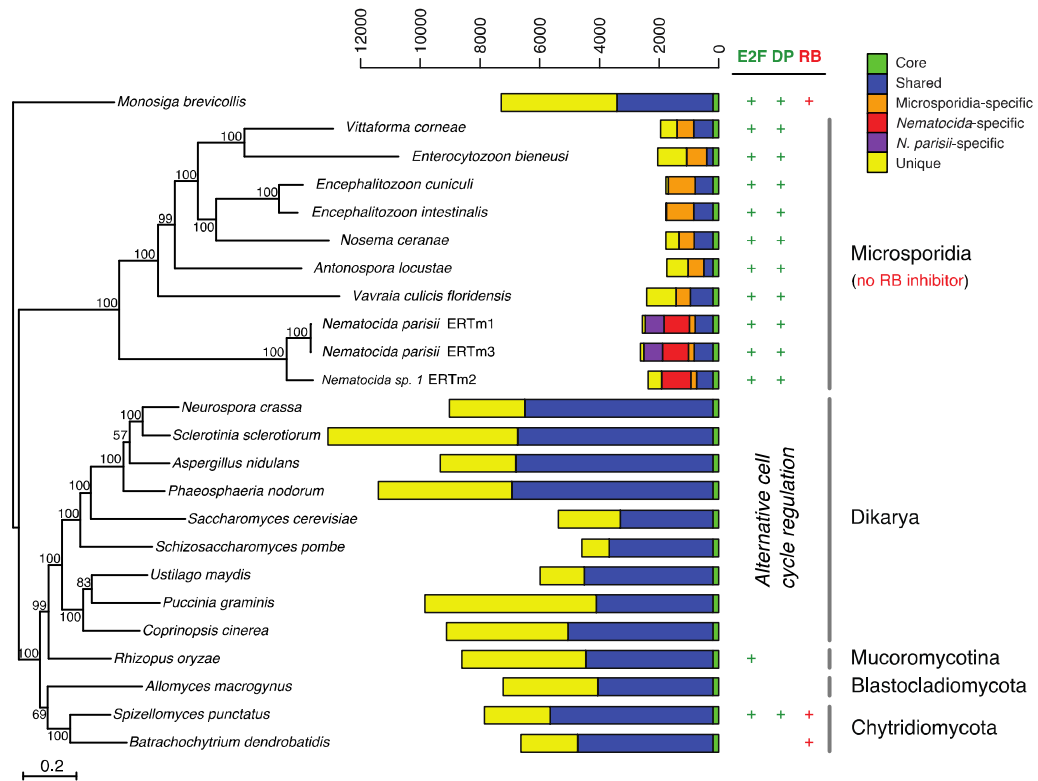 12000 10000 8000 6000 4000 2000 0
E2F DP RB
Core
Shared
Microsporidia-specific
Nematocida-specific
N. parisii-specific
Unique
Monosiga brevicollis + + +
100 Vittaforma corneae + +
Enterocytozoon bieneusi + +
100
100 Encephalitozoon cuniculi + +
Encephalitozoon intestinalis + +
99 100
Nosema ceranae + +
100
Antonospora locustae + +
Vavraia culicis floridensis + +
100
100 Nematocida parisii ERTm1 + +
100 Nematocida parisii ERTm3 + +
Nematocida sp. 1 ERTm2 + +
Microsporidia
(no RB inhibitor)
100 Neurospora crassa
57 Sclerotinia sclerotiorum
100 Aspergillus nidulans
100 Phaeosphaeria nodorum
100 Saccharomyces cerevisiae
100 Schizosaccharomyces pombe
83 Ustilago maydis
99 100 Puccinia graminis
Coprinopsis cinerea
Alternative cell
cycle regulation
Dikarya
100 Rhizopus oryzae + Mucoromycotina
Allomyces macrogynus Blastocladiomycota
69 Spizellomyces punctatus + + +
100 Batrachochytrium dendrobatidis +
Chytridiomycota
0.2